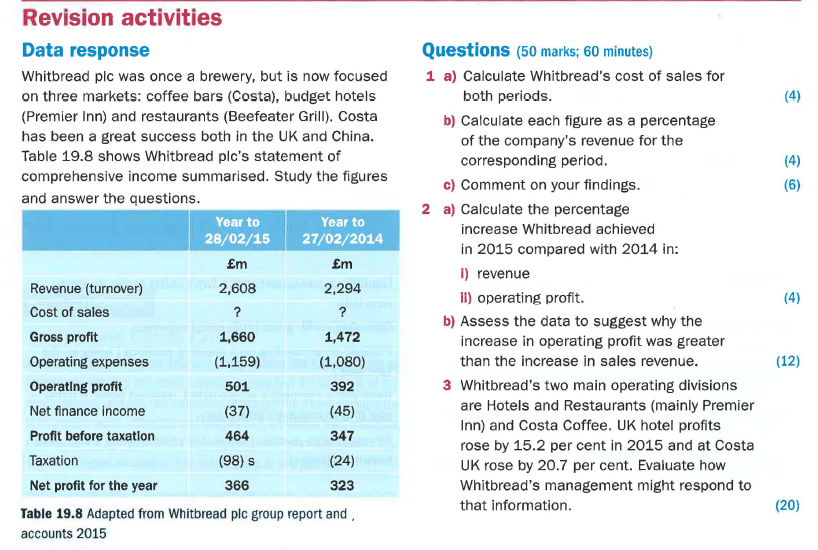 Revision activities
Data response
Whitbread plc was once a brewery, but is now focused
on three markets: coffee bars (Costa), budget hotels
(Premier Inn) and restaurants (Beefeater Grill). Costa
has been a great success both in the UK and China.
Table 19.8 shows Whitbread plc's statement of
comprehensive income summarised. Study the figures
and answer the questions.
Year to 28/02/15 Year to 27/02/2014
£m £m
Revenue (turnover) 2,608 2,294
Cost of sales ? ?
Gross profit 1,660 1,472
Operating expenses (1,159) (1,080)
Operating profit 501 392
Net finance income (37) (45)
Profit before taxation 464 347
Taxation (98) s (24)
Net profit for the year 366 323
Table 19.8 Adapted from Whitbread plc group report and
accounts 2015
Questions (50 marks; 60 minutes)
1 a) Calculate Whitbread's cost of sales for
both periods. (4)
b) Calculate each figure as a percentage
of the company's revenue for the
corresponding period. (4)
c) Comment on your findings. (6)
2 a) Calculate the percentage
increase Whitbread achieved
in 2015 compared with 2014 in:
i) revenue
ii) operating profit. (4)
b) Assess the data to suggest why the
increase in operating profit was greater
than the increase in sales revenue. (12)
3 Whitbread's two main operating divisions
are Hotels and Restaurants (mainly Premier
Inn) and Costa Coffee. UK hotel profits
rose by 15.2 per cent in 2015 and at Costa
UK rose by 20.7 per cent. Evaluate how
Whitbread's management might respond to
that information. (20)